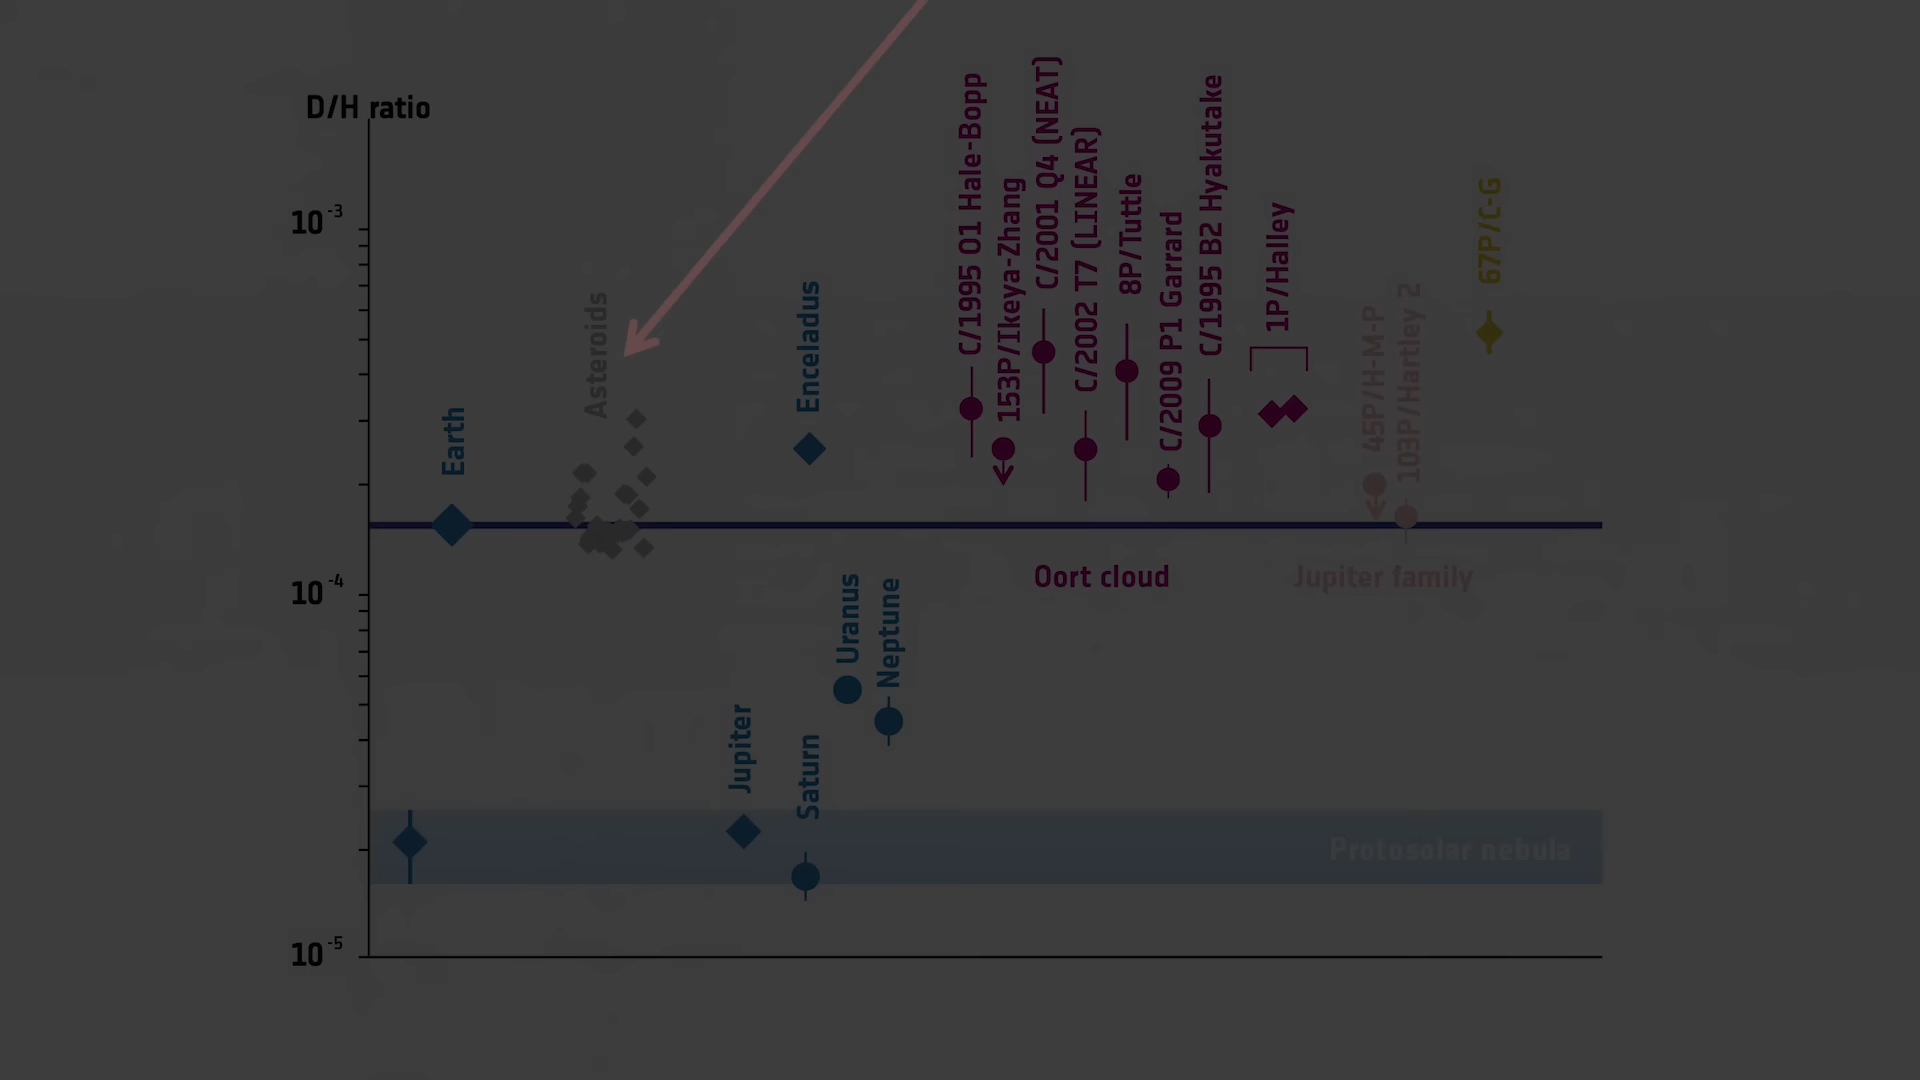 D/H ratio
10-3
10-4
10-5
Earth
Asteroids
Enceladus
Jupiter
Saturn
Uranus
Neptune
C/1995 O1 Hale-Bopp
153P/Ikeya-Zhang
C/2001 Q4 (NEAT)
C/2002 T7 (LINEAR)
8P/Tuttle
C/2009 P1 Garrard
C/1995 B2 Hyakutake
1P/Halley
45P/H-M-P
103P/Hartley 2
67P/C-G
Oort cloud
Jupiter family
Protosolar nebula